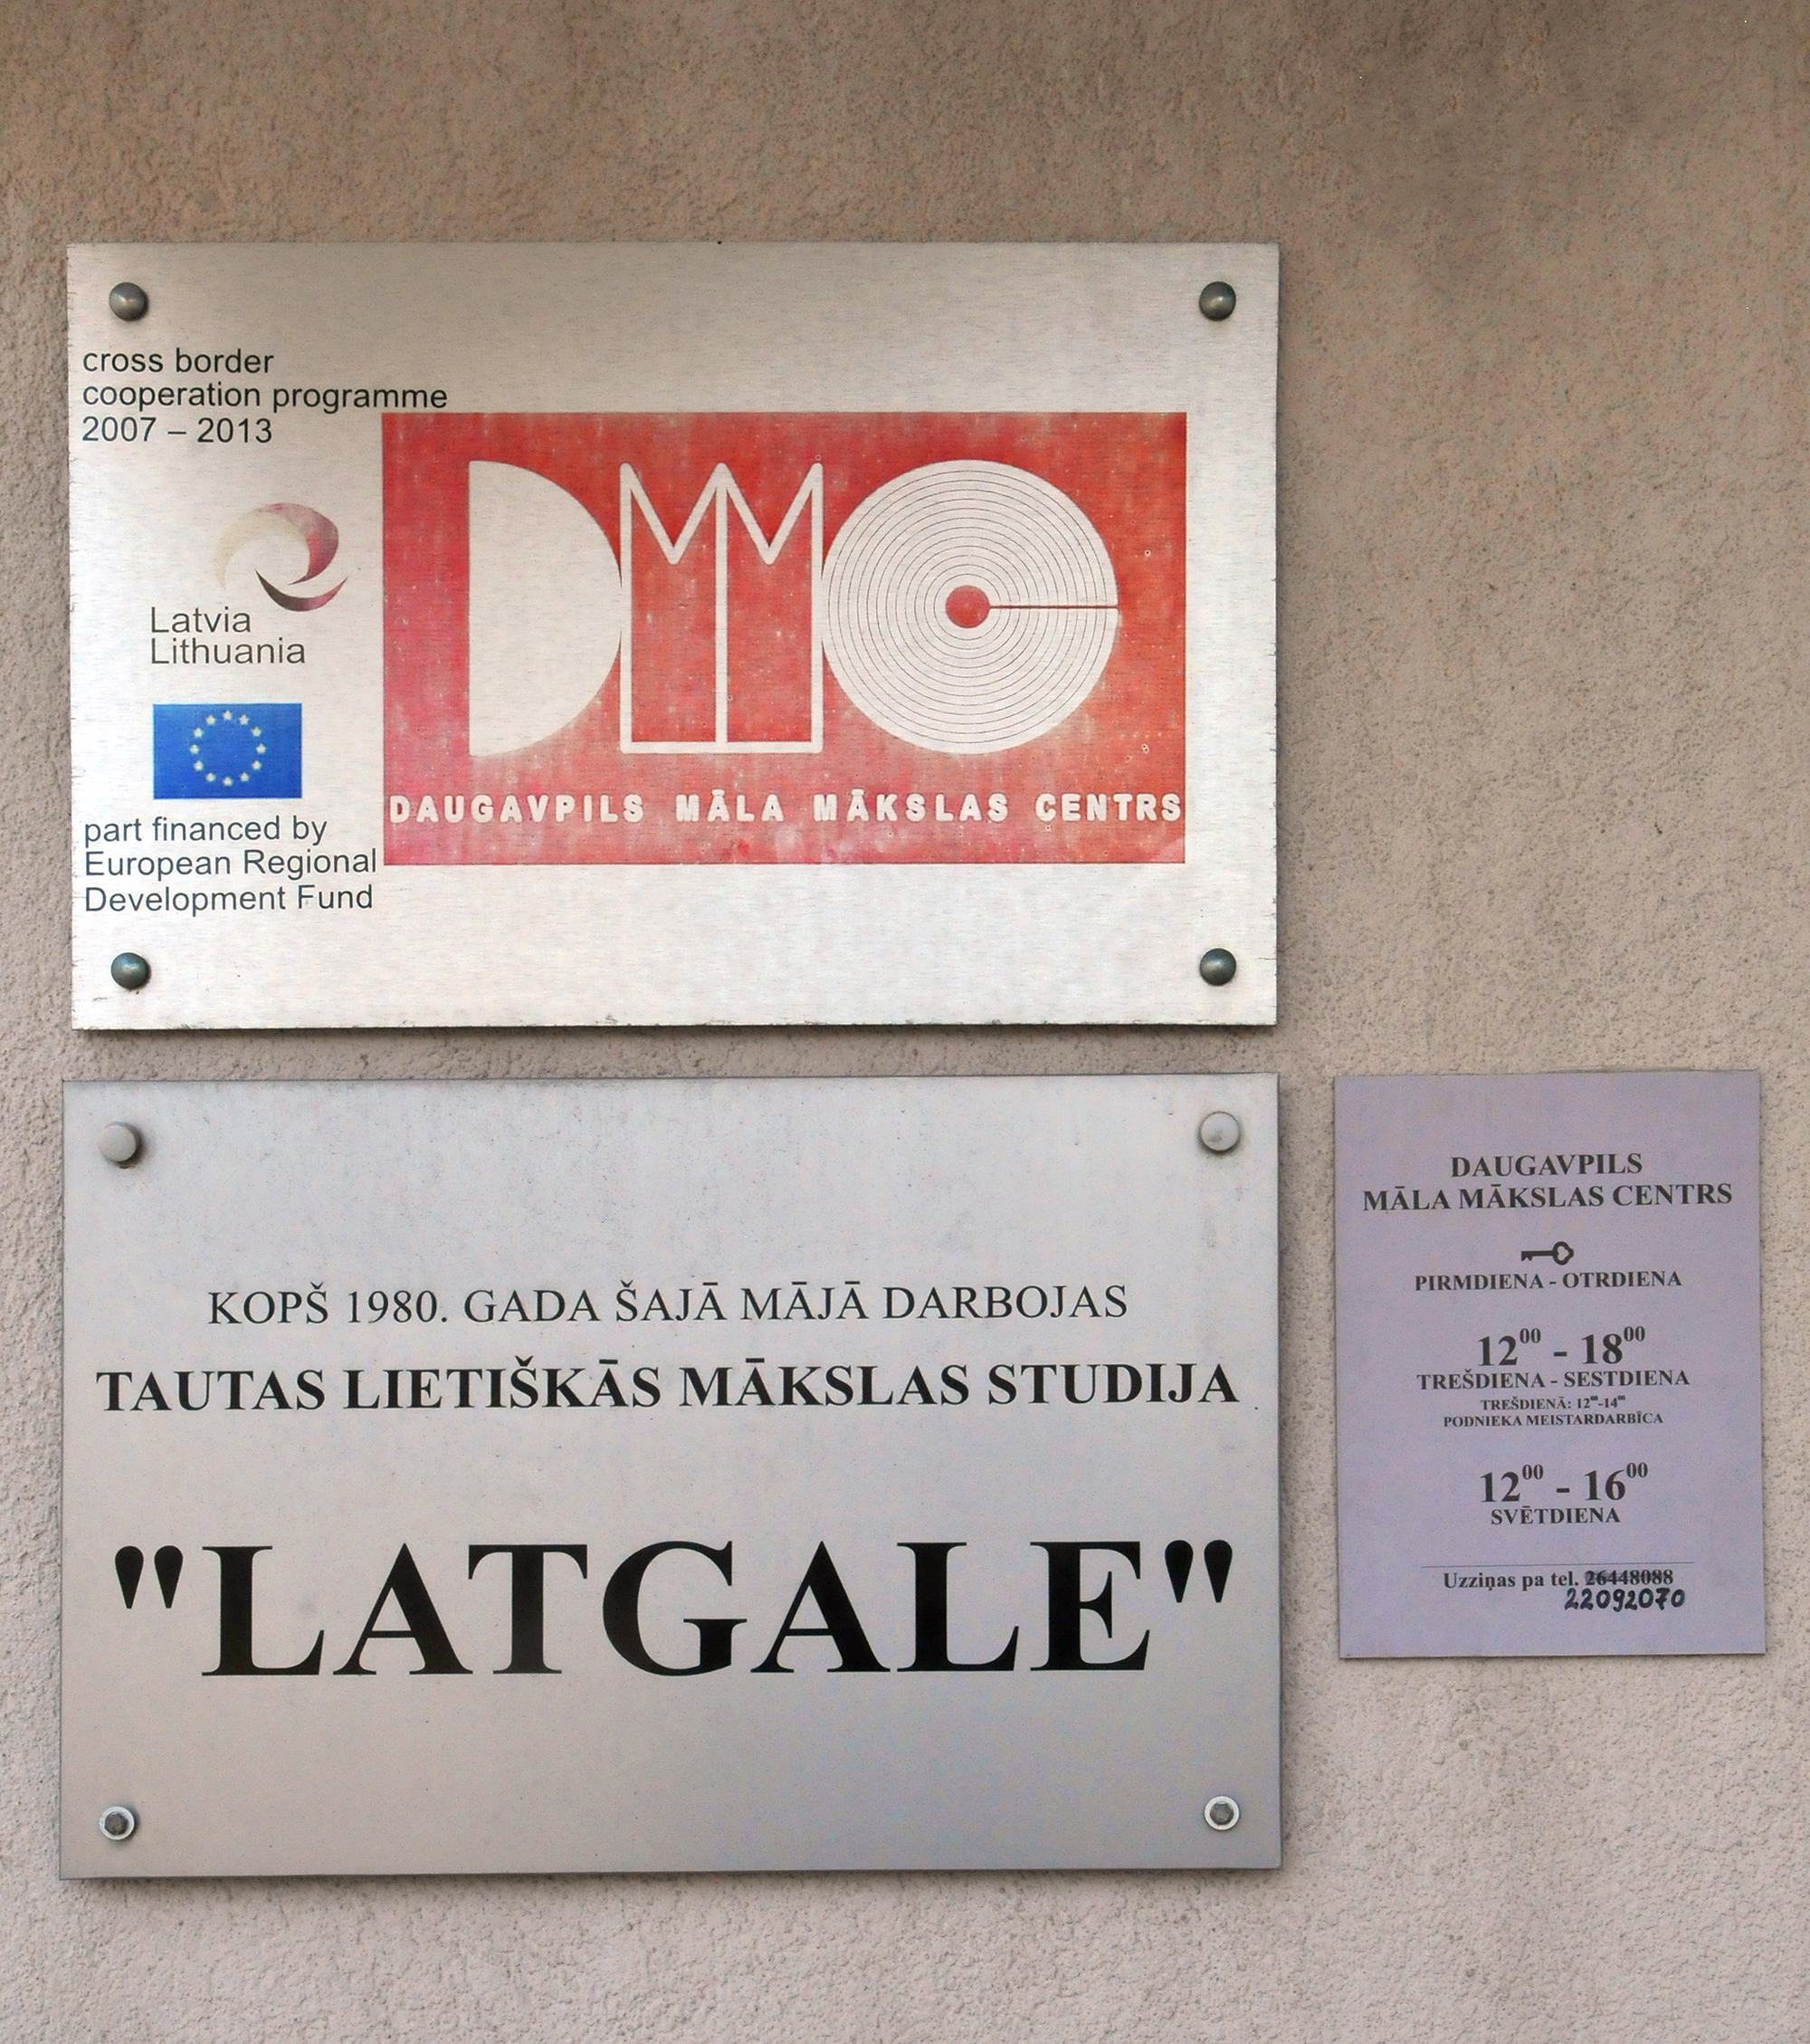 cross border
cooperation programme
2007 – 2013
Latvia
Lithuania
part financed by
European Regional
Development Fund
DMMC
DAUGAVPILS MĀLA MĀKSLAS CENTRS
KOPŠ 1980. GADA ŠAJĀ MĀJĀ DARBOJAS
TAUTAS LIETIŠKĀS MĀKSLAS STUDIJA
"LATGALE"
DAUGAVPILS
MĀLA MĀKSLAS CENTRS
PIRMDIENA - OTRDIENA
12⁰⁰ - 18⁰⁰
TREŠDIENA - SESTDIENA
TREŠDIENĀ: 12⁰⁰-14⁰⁰
PODNIEKA MEISTARDARBĪCA
12⁰⁰ - 16⁰⁰
SVĒTDIENA
Uzziņas pa tel. 26448088
22092070